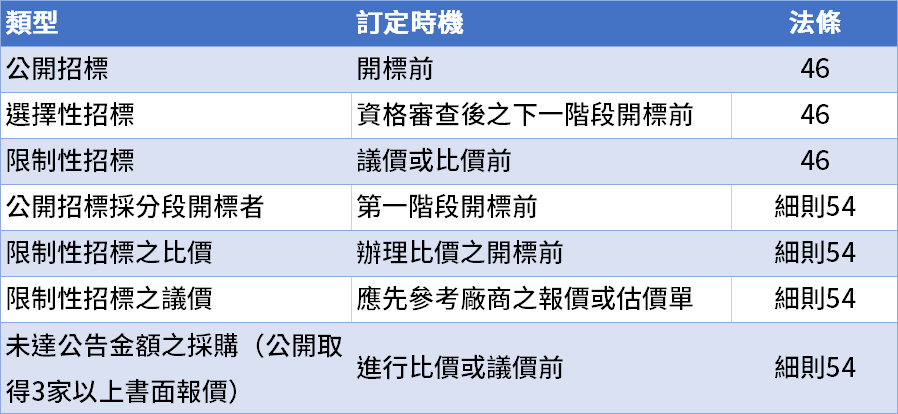 類型 訂定時機 法條
公開招標 開標前 46
選擇性招標 資格審查後之下一階段開標前 46
限制性招標 議價或比價前 46
公開招標採分段開標者 第一階段開標前 細則54
限制性招標之比價 辦理比價之開標前 細則54
限制性招標之議價 應先參考廠商之報價或估價單 細則54
未達公告金額之採購（公開取
得3家以上書面報價） 進行比價或議價前 細則54